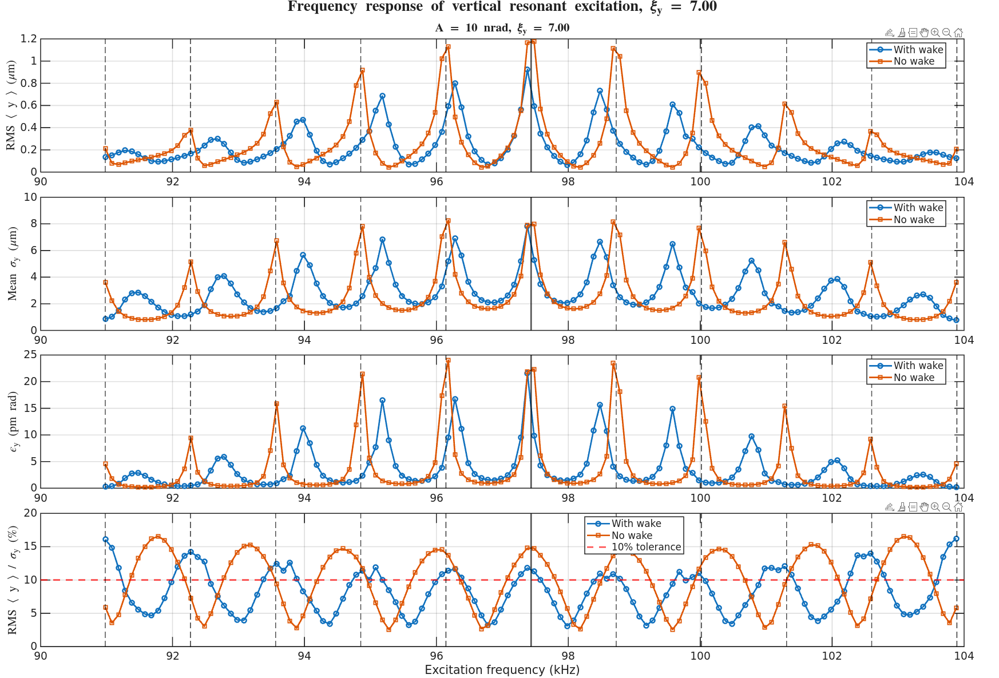 Frequency response of vertical resonant excitation, ξy = 7.00
A = 10 nrad, ξy = 7.00
RMS ⟨ y ⟩ (μm)
1.2
1
0.8
0.6
0.4
0.2
0
With wake
No wake
90 92 94 96 98 100 102 104
Mean σy (μm)
10
8
6
4
2
0
With wake
No wake
90 92 94 96 98 100 102 104
ϵy (pm rad)
25
20
15
10
5
0
With wake
No wake
90 92 94 96 98 100 102 104
RMS ⟨ y ⟩ / σy (%)
20
15
10
5
0
With wake
No wake
10% tolerance
90 92 94 96 98 100 102 104
Excitation frequency (kHz)